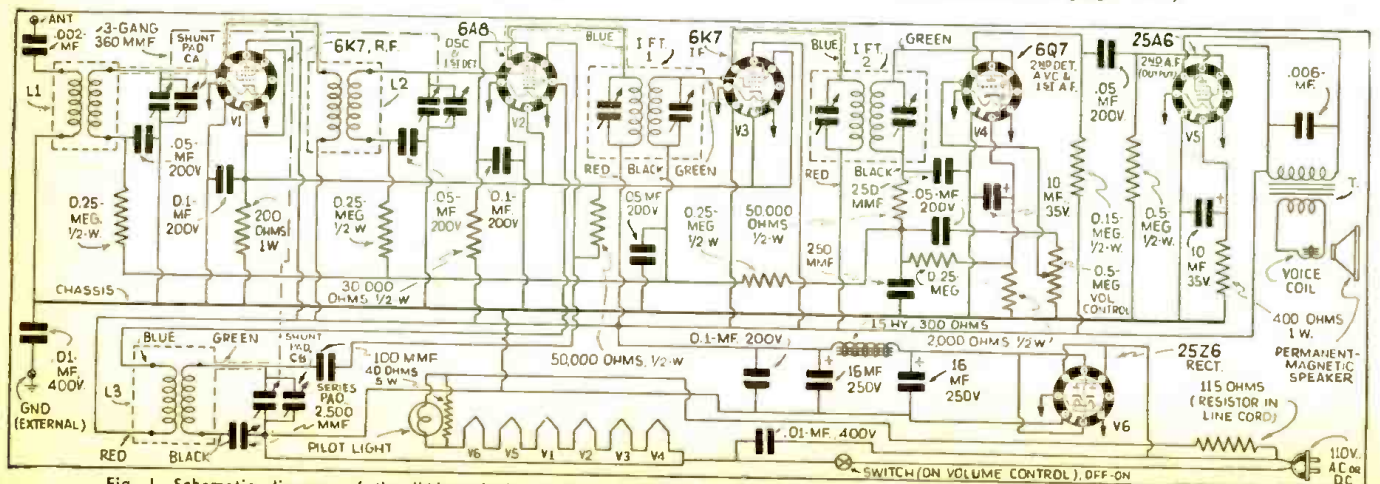 ANT
.002-
MF.
3-GANG
360 MMF
SHUNT
PAD
CA
6K7, R.F.
L1
V1
L2
.05-
MF
200V.
0.25-
MEG.
½-W.
0.1-
MF.
200V
200
OHMS
1 W
0.25-
MEG
½ W
.05-MF
200V
0.1-
MF.
200V
30,000
OHMS ½ W
CHASSIS
6A8
OSC
& 1ST DET.
V2
BLUE
I.F.T.
1
RED
BLACK
GREEN
6K7
I.F.
V3
.05 MF
200V
0.25-
MEG
½ W
50,000
OHMS
½-W
50,000 OHMS, ½-W
BLUE
I.F.T.
2
GREEN
RED
BLACK
250
MMF
250
MMF
.05-MF
200V
0.25-
MEG
6Q7
2ND DET.
AVC &
1ST A.F.
V4
10
MF
35V.
2,000 OHMS ½W
0.5-
MEG
VOL
CONTROL
0.15-
MEG.
½-W.
.05
MF
200V
0.5-
MEG
½-W.
25A6
2ND A.F.
(OUTPUT)
V5
10
MF
35V.
400 OHMS
1 W.
.006-
MF.
T.
VOICE
COIL
PERMANENT-
MAGNETIC
SPEAKER
.01-
MF,
400V.
GND
(EXTERNAL)
L3
BLUE
GREEN
RED
BLACK
SHUNT
PAD,
CB
100 MMF
SERIES
PAD
2,500
MMF
40 OHMS
5 W
PILOT LIGHT
V6
V5
V1
V2
V3
V4
0.1-MF. 200V
15 HY, 300 OHMS
16 MF
250V
16
MF
250V
.01-MF., 400V
25Z6
RECT.
V6
115 OHMS
(RESISTOR IN
LINE CORD)
SWITCH (ON VOLUME CONTROL), OFF-ON
110V.
AC OR
D.C.
Fig. 1. Schematic diagram of the